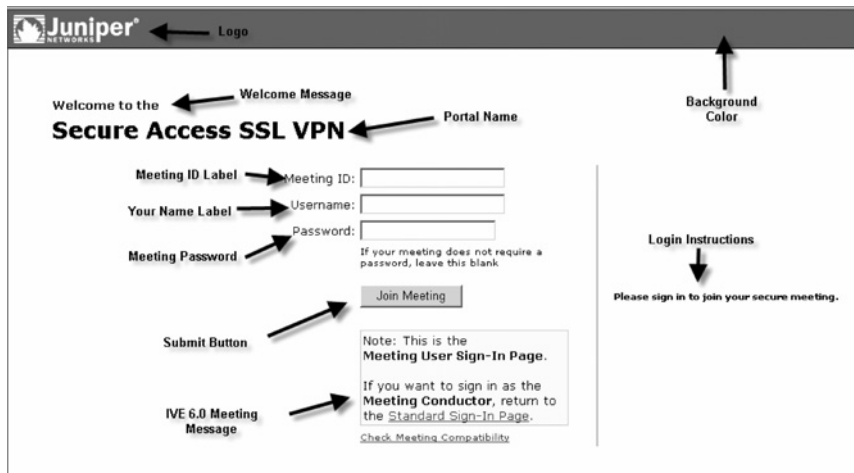 Juniper®
NETWORKS
Logo
Background
Color
Welcome to the
Welcome Message
Secure Access SSL VPN
Portal Name
Meeting ID Label
Meeting ID:
Your Name Label
Username:
Meeting Password
Password:
If your meeting does not require a
password, leave this blank
Login Instructions
Please sign in to join your secure meeting.
Join Meeting
Submit Button
Note: This is the
Meeting User Sign-In Page.
If you want to sign in as the
Meeting Conductor, return to
the Standard Sign-In Page.
IVE 6.0 Meeting
Message
Check Meeting Compatibility